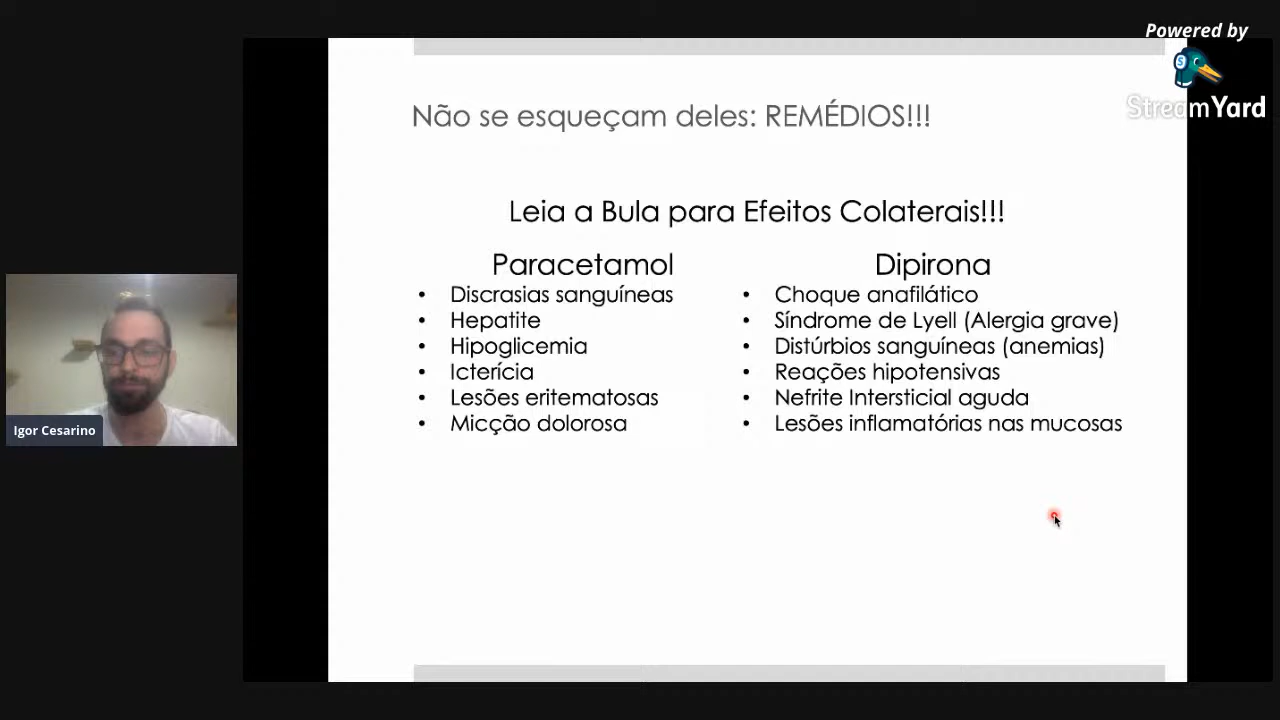 Powered by
StreamYard
Não se esqueçam deles: REMÉDIOS!!!
Leia a Bula para Efeitos Colaterais!!!
Paracetamol
• Discrasias sanguíneas
• Hepatite
• Hipoglicemia
• Icterícia
• Lesões eritematosas
• Micção dolorosa
Dipirona
• Choque anafilático
• Síndrome de Lyell (Alergia grave)
• Distúrbios sanguíneas (anemias)
• Reações hipotensivas
• Nefrite Intersticial aguda
• Lesões inflamatórias nas mucosas
Igor Cesarino